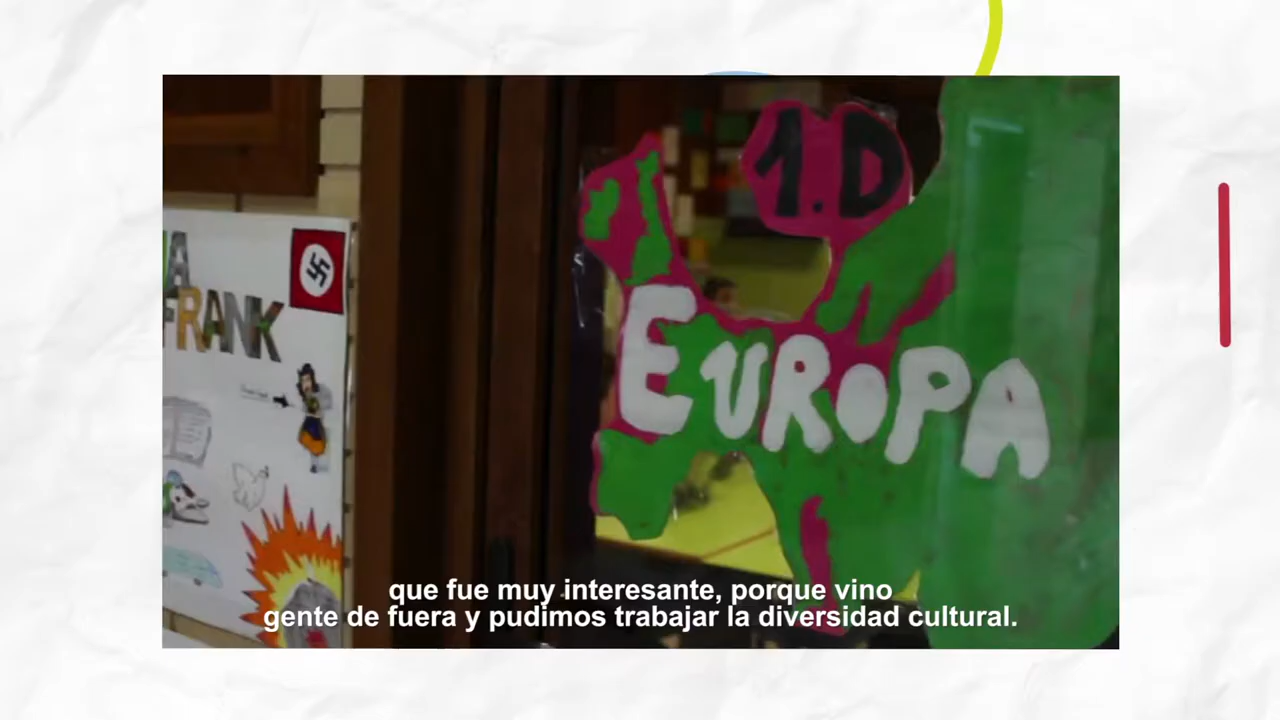 1.D
EUROPA
FRANK
que fue muy interesante, porque vino
gente de fuera y pudimos trabajar la diversidad cultural.